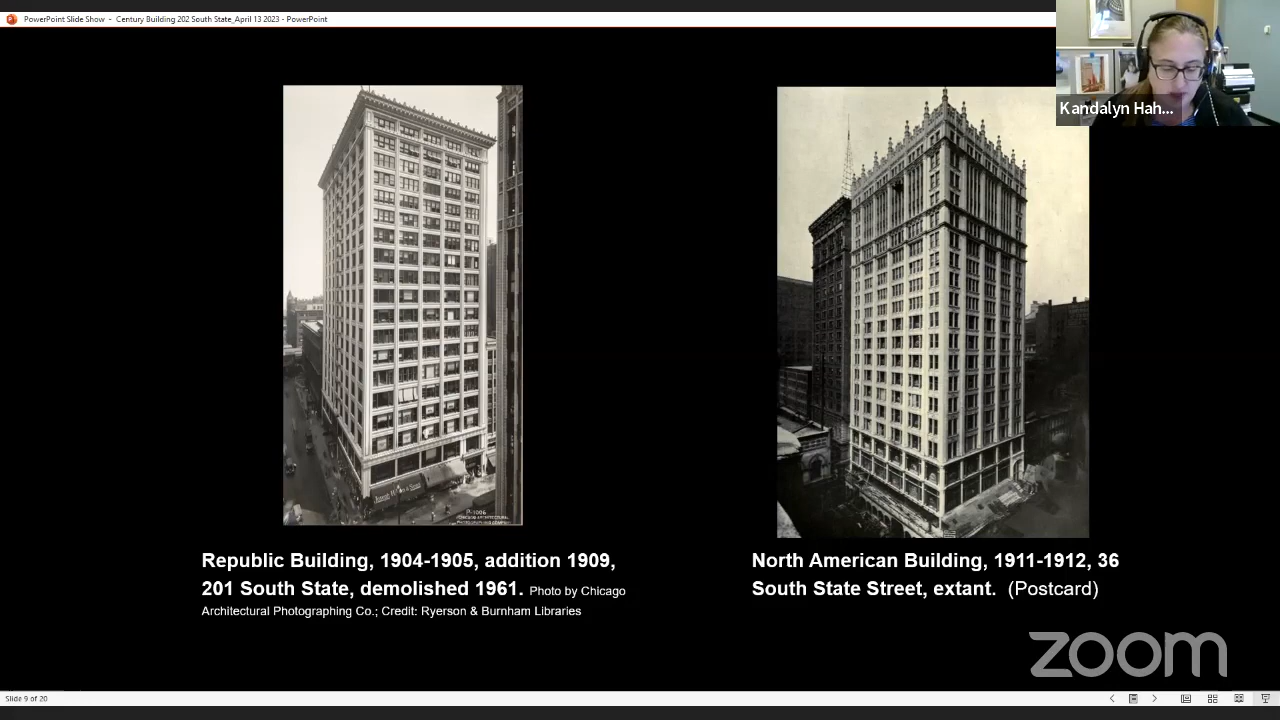 PowerPoint Slide Show - Century Building 202 South State_April 13 2023 - PowerPoint
Kandalyn Hah...
Republic Building, 1904-1905, addition 1909,
201 South State, demolished 1961. Photo by Chicago
Architectural Photographing Co.; Credit: Ryerson & Burnham Libraries
North American Building, 1911-1912, 36
South State Street, extant. (Postcard)
zoom
Slide 9 of 20